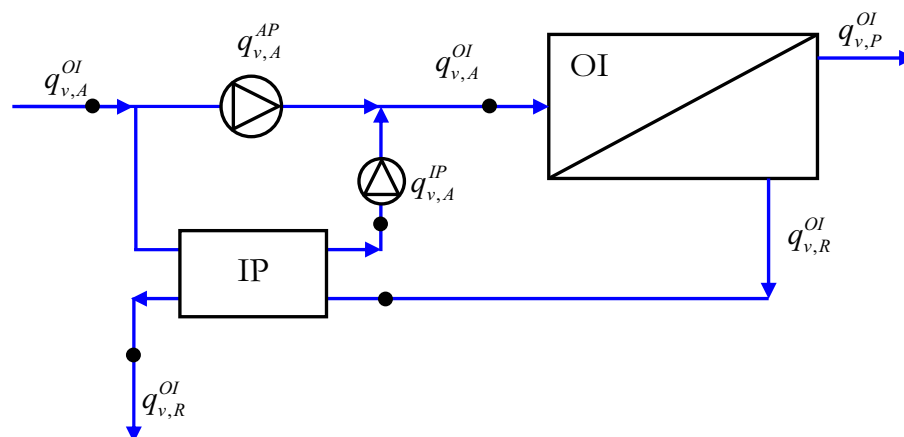 $q_{v,A}^{AP}$
$q_{v,P}^{OI}$
$q_{v,A}^{OI}$
$q_{v,A}^{OI}$
OI
$q_{v,A}^{IP}$
$q_{v,R}^{OI}$
IP
$q_{v,R}^{OI}$